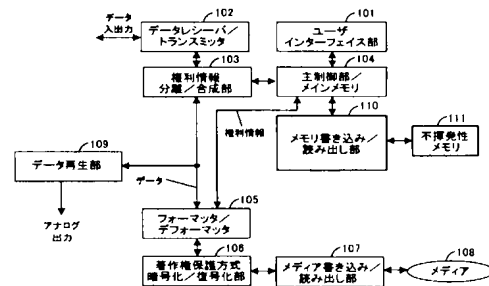 データ
入出力
102
データレシーバ/
トランスミッタ
101
ユーザ
インターフェイス部
103
権利情報
分離/合成部
104
主制御部/
メインメモリ
110
メモリ書き込み/
読み出し部
111
不揮発性
メモリ
権利情報
109
データ再生部
データ
アナログ
出力
105
フォーマッタ/
デフォーマッタ
106
著作権保護方式
暗号化/復号化部
107
メディア書き込み/
読み出し部
108
メディア